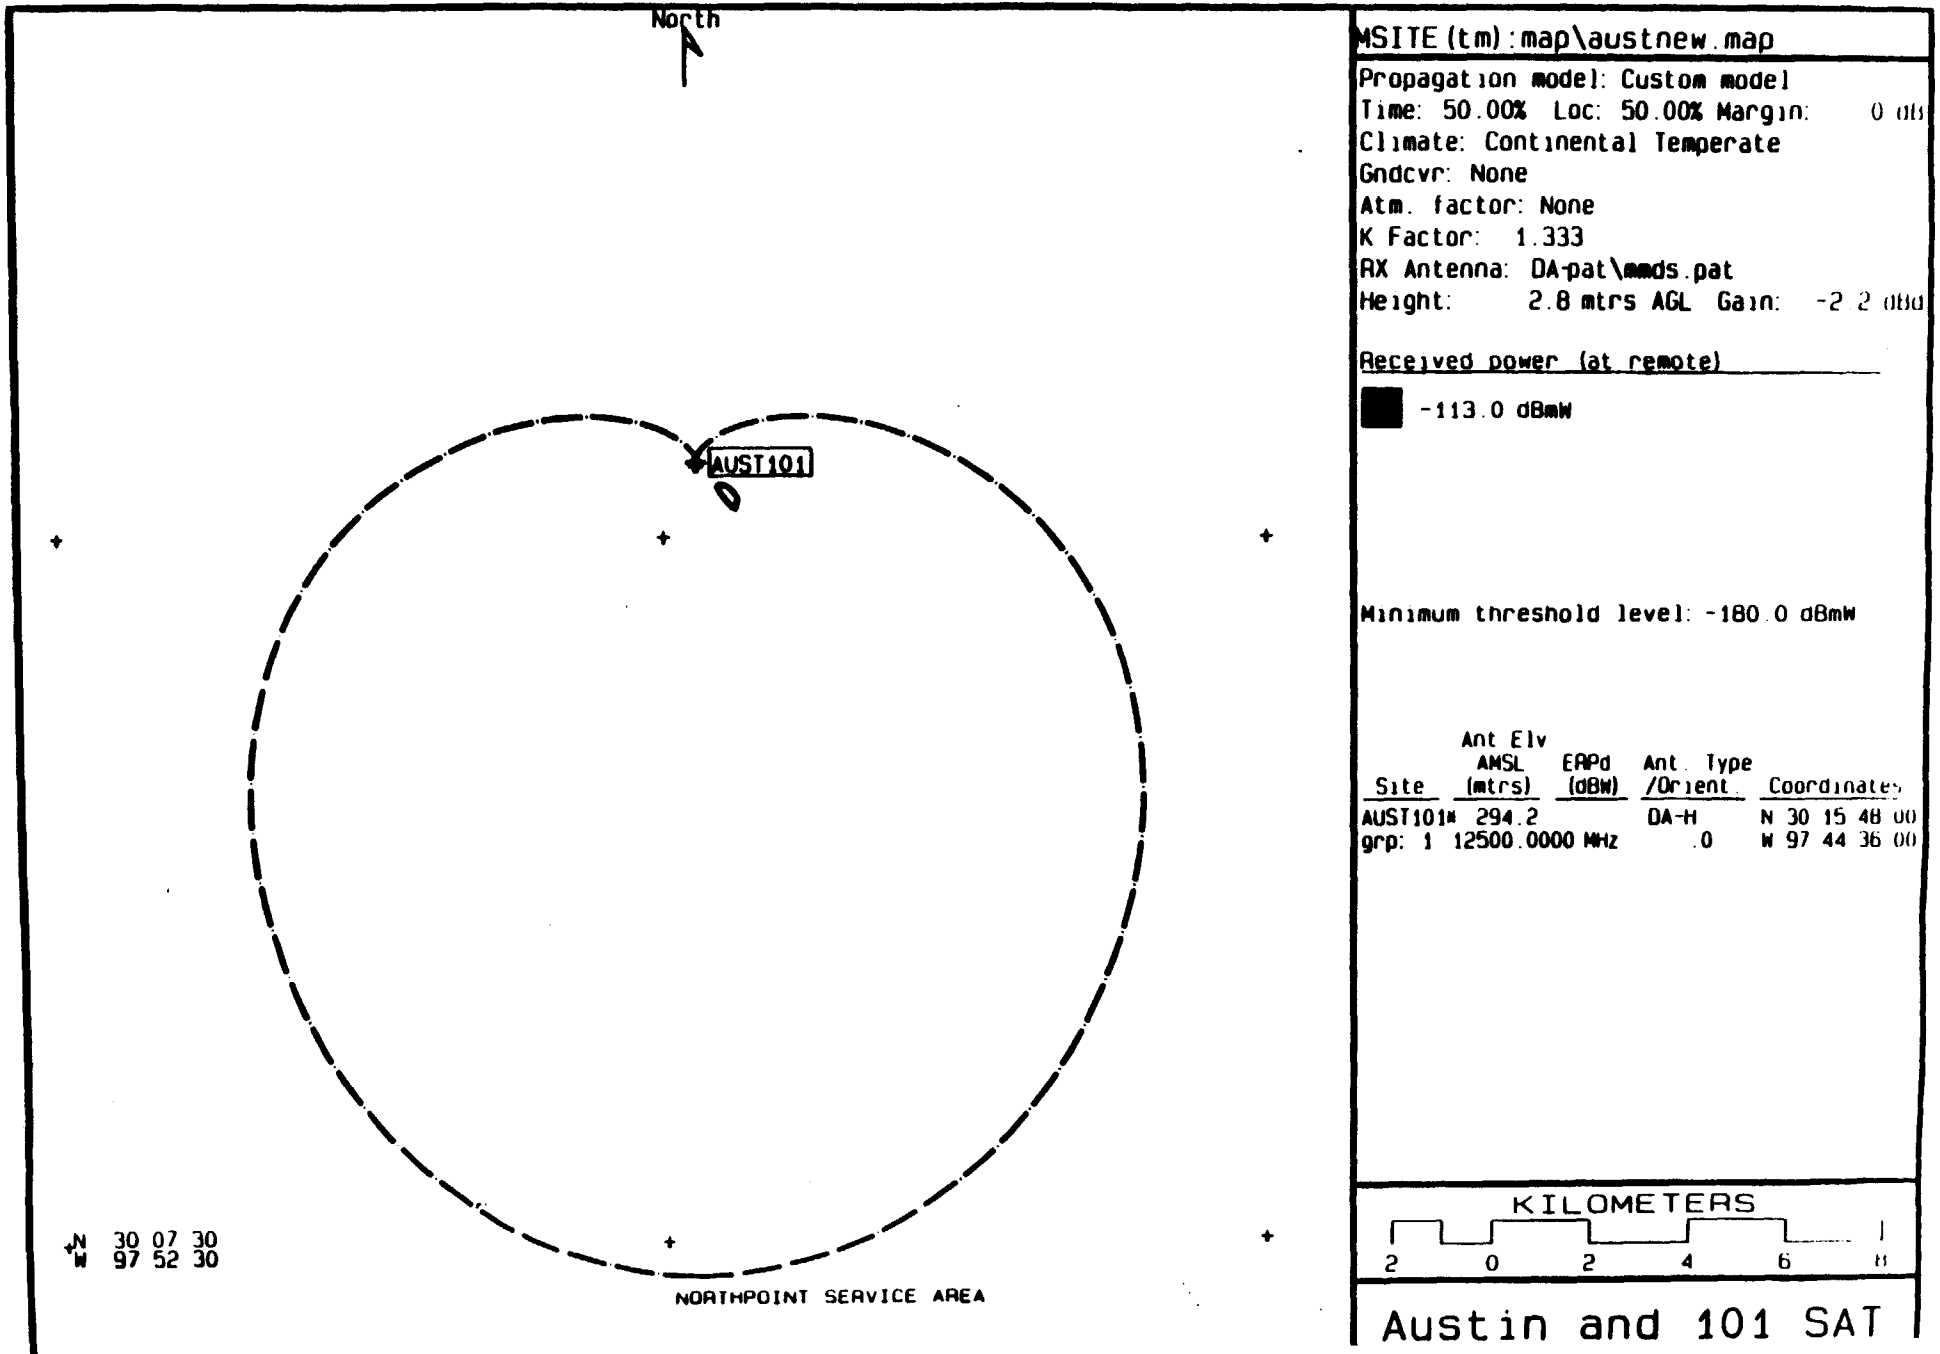 North
AUST101
N 30 07 30
W 97 52 30
NORTHPOINT SERVICE AREA
MSITE (tm) :map\austnew.map
Propagation model: Custom model
Time: 50.00% Loc: 50.00% Margin: 0 dB
Climate: Continental Temperate
Gndcvr: None
Atm. factor: None
K Factor: 1.333
RX Antenna: DA-pat\mmds.pat
Height: 2.8 mtrs AGL Gain: -2.2 dBd
Received power (at remote)
-113.0 dBmW
Minimum threshold level: -180.0 dBmW
Ant Elv
AMSL ERPd Ant. Type
Site (mtrs) (dBW) /Orient. Coordinates
AUST101* 294.2 DA-H N 30 15 48 00
grp: 1 12500.0000 MHz .0 W 97 44 36 00
KILOMETERS
2 0 2 4 6 8
Austin and 101 SAT